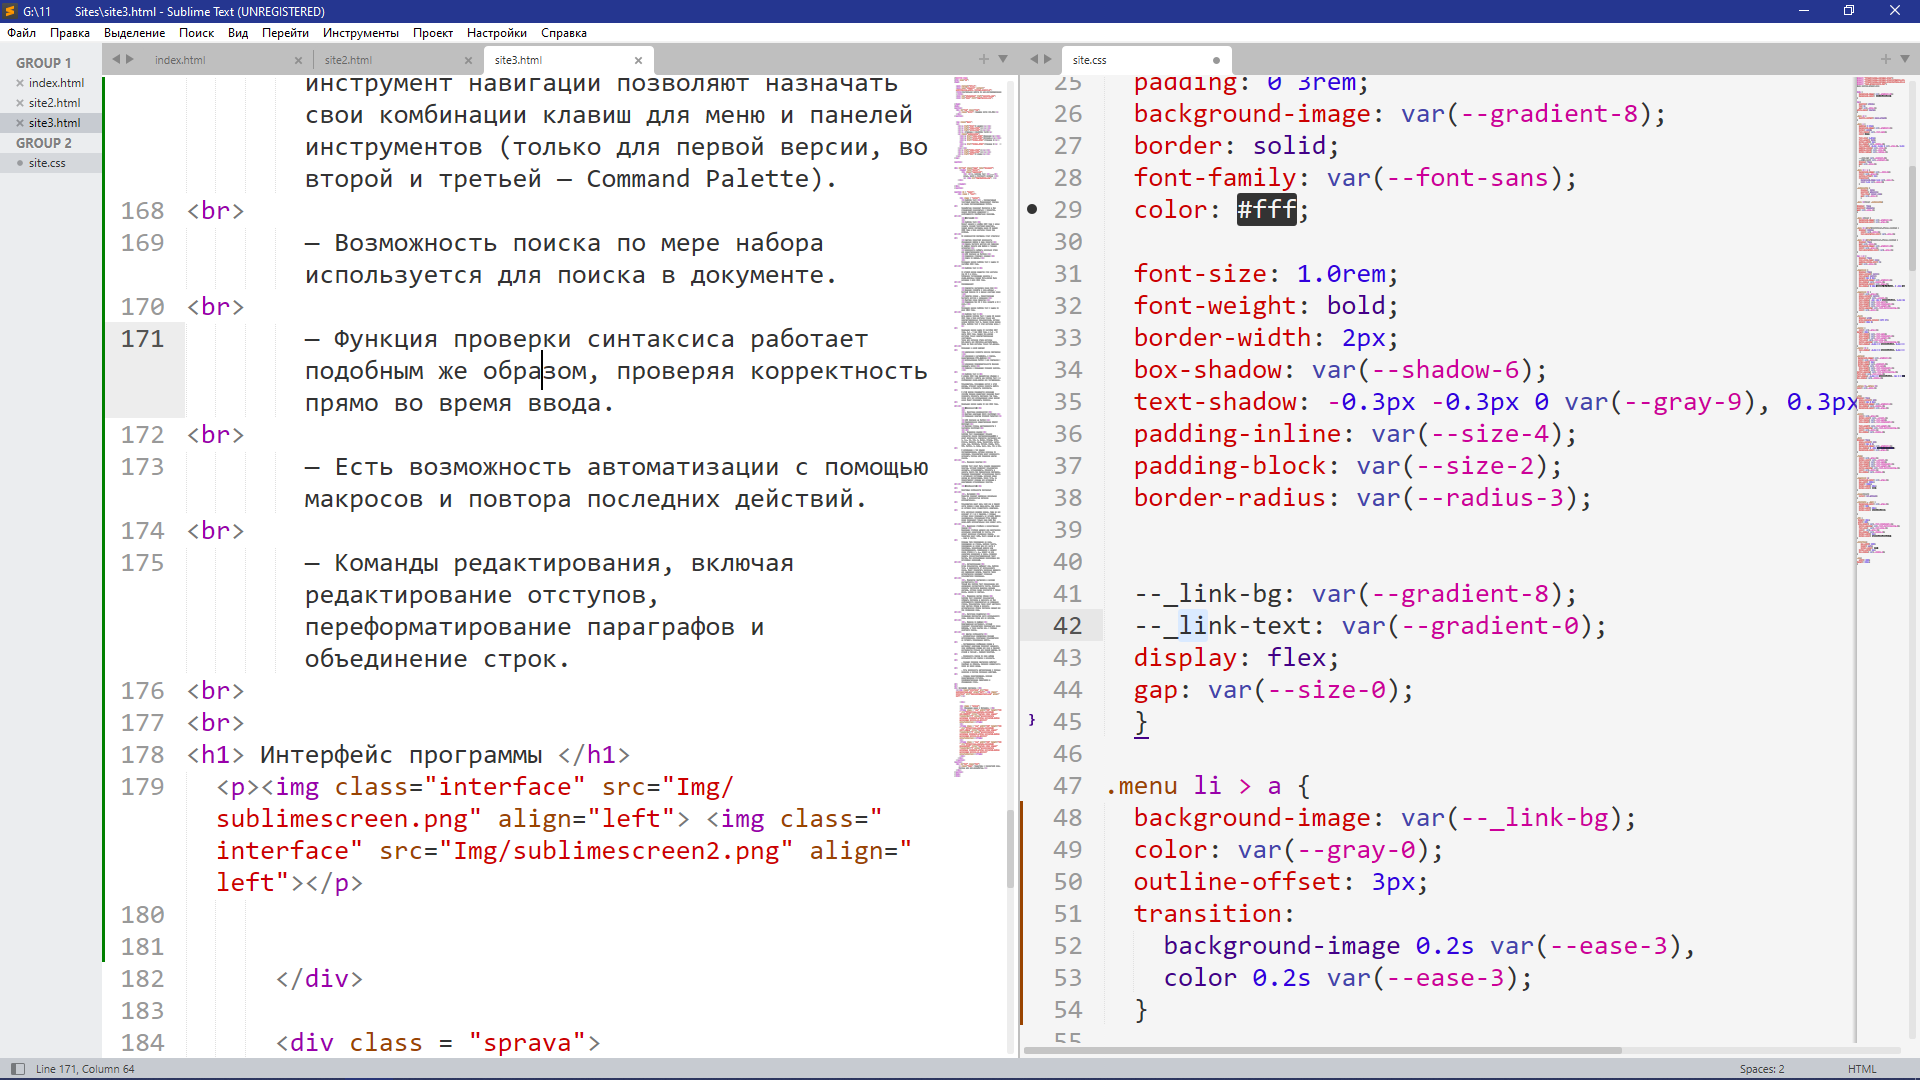 G:\11 Sites\site3.html - Sublime Text (UNREGISTERED)
Файл Правка Выделение Поиск Вид Перейти Инструменты Проект Настройки Справка
GROUP 1
index.html
site2.html
site3.html
GROUP 2
site.css
index.html site2.html site3.html
инструмент навигации позволяют назначать
свои комбинации клавиш для меню и панелей
инструментов (только для первой версии, во
второй и третьей – Command Palette).
168 <br>
169 – Возможность поиска по мере набора
используется для поиска в документе.
170 <br>
171 – Функция проверки синтаксиса работает
подобным же образом, проверяя корректность
прямо во время ввода.
172 <br>
173 – Есть возможность автоматизации с помощью
макросов и повтора последних действий.
174 <br>
175 – Команды редактирования, включая
редактирование отступов,
переформатирование параграфов и
объединение строк.
176 <br>
177 <br>
178 <h1> Интерфейс программы </h1>
179 <p><img class="interface" src="Img/
sublimescreen.png" align="left"> <img class="
interface" src="Img/sublimescreen2.png" align="
left"></p>
180
181
182 </div>
183
184 <div class = "sprava">
site.css
25 padding: 0 3rem;
26 background-image: var(--gradient-8);
27 border: solid;
28 font-family: var(--font-sans);
29 color: #fff;
30
31 font-size: 1.0rem;
32 font-weight: bold;
33 border-width: 2px;
34 box-shadow: var(--shadow-6);
35 text-shadow: -0.3px -0.3px 0 var(--gray-9), 0.3px
36 padding-inline: var(--size-4);
37 padding-block: var(--size-2);
38 border-radius: var(--radius-3);
39
40
41 --_link-bg: var(--gradient-8);
42 --_link-text: var(--gradient-0);
43 display: flex;
44 gap: var(--size-0);
} 45 }
46
47 .menu li > a {
48 background-image: var(--_link-bg);
49 color: var(--gray-0);
50 outline-offset: 3px;
51 transition:
52 background-image 0.2s var(--ease-3),
53 color 0.2s var(--ease-3);
54 }
55
Line 171, Column 64
Spaces: 2 HTML